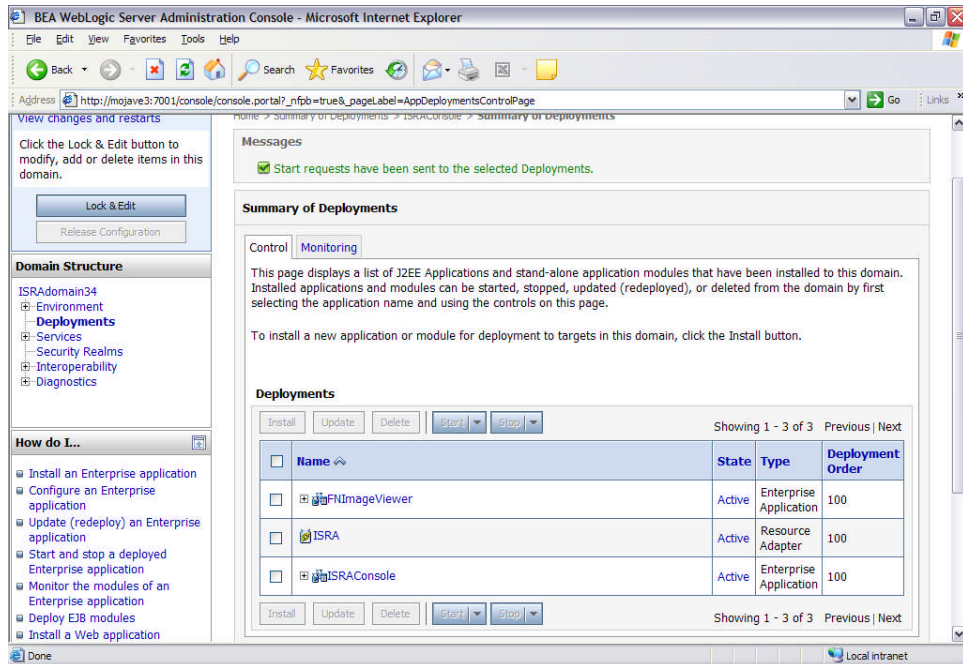 BEA WebLogic Server Administration Console - Microsoft Internet Explorer
File Edit View Favorites Tools Help
Back Search Favorites
Address http://mojave3:7001/console/console.portal?_nfpb=true&_pageLabel=AppDeploymentsControlPage Go Links »
View changes and restarts
Click the Lock & Edit button to
modify, add or delete items in this
domain.
Lock & Edit
Release Configuration
Domain Structure
ISRAdomain34
Environment
Deployments
Services
Security Realms
Interoperability
Diagnostics
How do I...
Install an Enterprise application
Configure an Enterprise
application
Update (redeploy) an Enterprise
application
Start and stop a deployed
Enterprise application
Monitor the modules of an
Enterprise application
Deploy EJB modules
Install a Web application
Home > Summary of Deployments > ISRAConsole > Summary of Deployments
Messages
Start requests have been sent to the selected Deployments.
Summary of Deployments
Control Monitoring
This page displays a list of J2EE Applications and stand-alone application modules that have been installed to this domain.
Installed applications and modules can be started, stopped, updated (redeployed), or deleted from the domain by first
selecting the application name and using the controls on this page.
To install a new application or module for deployment to targets in this domain, click the Install button.
Deployments
Install Update Delete Start Stop Showing 1 - 3 of 3 Previous | Next
Name State Type Deployment Order
FNImageViewer Active Enterprise Application 100
ISRA Active Resource Adapter 100
ISRAConsole Active Enterprise Application 100
Install Update Delete Start Stop Showing 1 - 3 of 3 Previous | Next
Done Local intranet